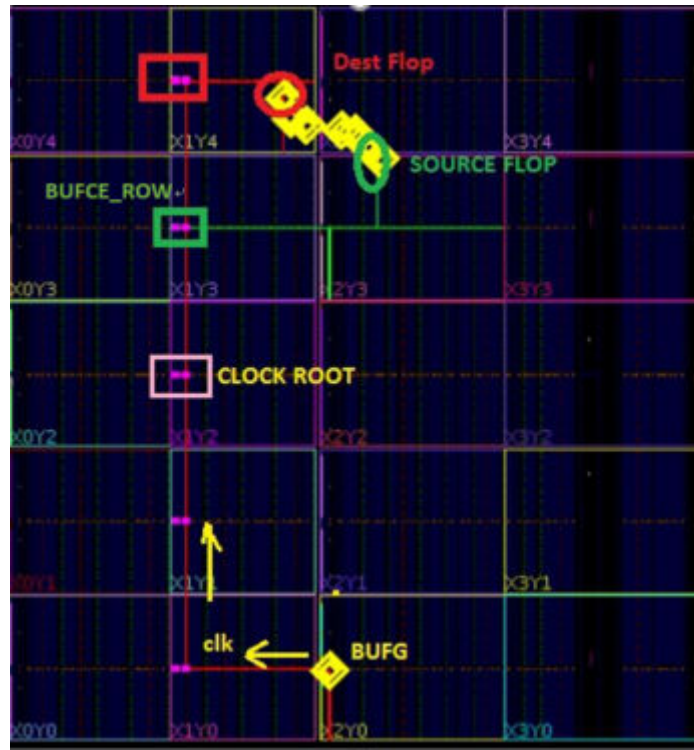 Dest Flop
X0Y4
X1Y4
X3Y4
SOURCE FLOP
BUFCE_ROW
X0Y3
X1Y3
X2Y3
X3Y3
CLOCK ROOT
X0Y2
X1Y2
X2Y2
X3Y2
X0Y1
X1Y1
X2Y1
X3Y1
clk
BUFG
X0Y0
X1Y0
X2Y0
X3Y0